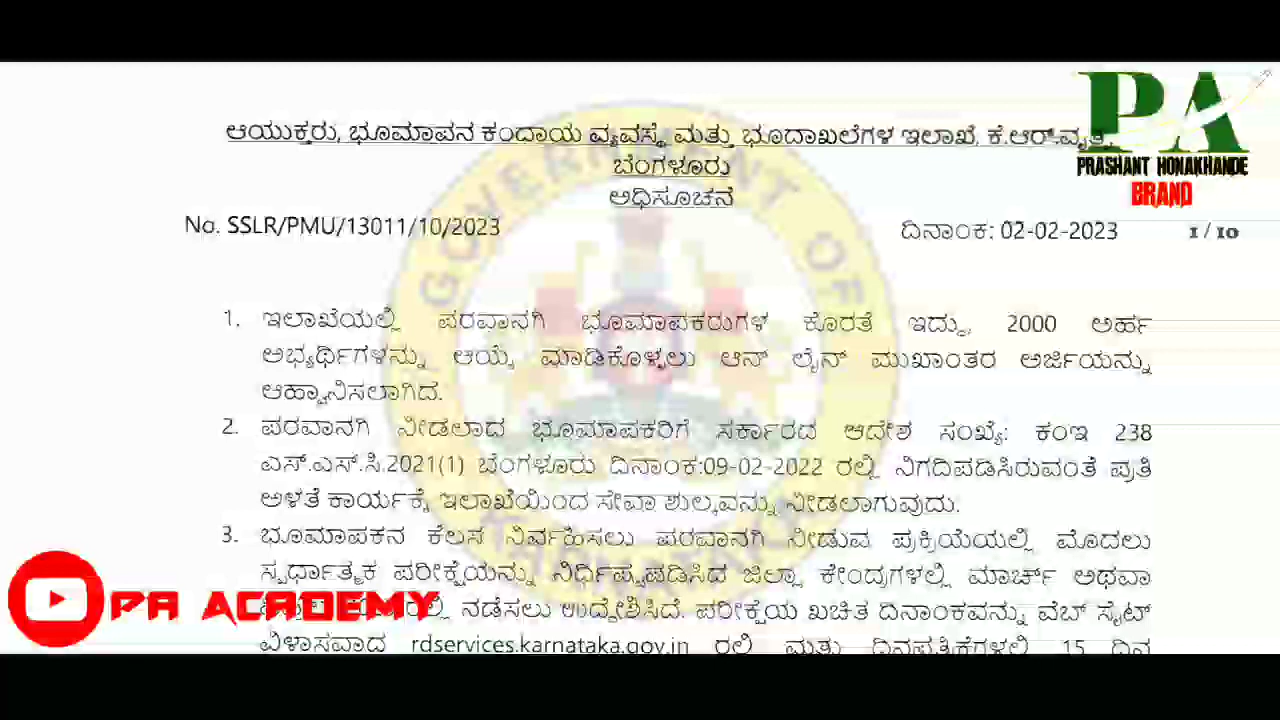 ಆಯುಕ್ತರು, ಭೂಮಾಪನ ಕಂದಾಯ ವ್ಯವಸ್ಥೆ ಮತ್ತು ಭೂದಾಖಲೆಗಳ ಇಲಾಖೆ, ಕೆ.ಆರ್.ವೃತ್ತ,
ಬೆಂಗಳೂರು
ಅಧಿಸೂಚನೆ
PA
PRASHANT HONAKHANDE
BRAND
No. SSLR/PMU/13011/10/2023 ದಿನಾಂಕ: 02-02-2023 1 / 10
1. ಇಲಾಖೆಯಲ್ಲಿ ಪರವಾನಗಿ ಭೂಮಾಪಕರುಗಳ ಕೊರತೆ ಇದ್ದು, 2000 ಅರ್ಹ
ಅಭ್ಯರ್ಥಿಗಳನ್ನು ಆಯ್ಕೆ ಮಾಡಿಕೊಳ್ಳಲು ಆನ್ ಲೈನ್ ಮುಖಾಂತರ ಅರ್ಜಿಯನ್ನು
ಆಹ್ವಾನಿಸಲಾಗಿದೆ.
2. ಪರವಾನಗಿ ನೀಡಲಾದ ಭೂಮಾಪಕರಿಗೆ ಸರ್ಕಾರದ ಆದೇಶ ಸಂಖ್ಯೆ: ಕಂಇ 238
ಎಸ್.ಎಸ್.ಸಿ.2021(1) ಬೆಂಗಳೂರು ದಿನಾಂಕ:09-02-2022 ರಲ್ಲಿ ನಿಗದಿಪಡಿಸಿರುವಂತೆ ಪ್ರತಿ
ಅಳತೆ ಕಾರ್ಯಕ್ಕೆ ಇಲಾಖೆಯಿಂದ ಸೇವಾ ಶುಲ್ಕವನ್ನು ನೀಡಲಾಗುವುದು.
3. ಭೂಮಾಪಕನ ಕೆಲಸ ನಿರ್ವಹಿಸಲು ಪರವಾನಗಿ ನೀಡುವ ಪ್ರಕ್ರಿಯೆಯಲ್ಲಿ ಮೊದಲು
ಸ್ಪರ್ಧಾತ್ಮಕ ಪರೀಕ್ಷೆಯನ್ನು ನಿರ್ಧಿಷ್ಟಪಡಿಸಿದ ಜಿಲ್ಲಾ ಕೇಂದ್ರಗಳಲ್ಲಿ ಮಾರ್ಚ್ ಅಥವಾ
ನಡೆಸಲು ಉದ್ದೇಶಿಸಿದೆ. ಪರೀಕ್ಷೆಯ ಖಚಿತ ದಿನಾಂಕವನ್ನು ವೆಬ್ ಸೈಟ್
ವಿಳಾಸವಾದ rdservices.karnataka.gov.in ರಲ್ಲಿ ಮತ್ತು ದಿನಪತ್ರಿಕೆಗಳಲ್ಲಿ 15 ದಿನ
PA ACADEMY